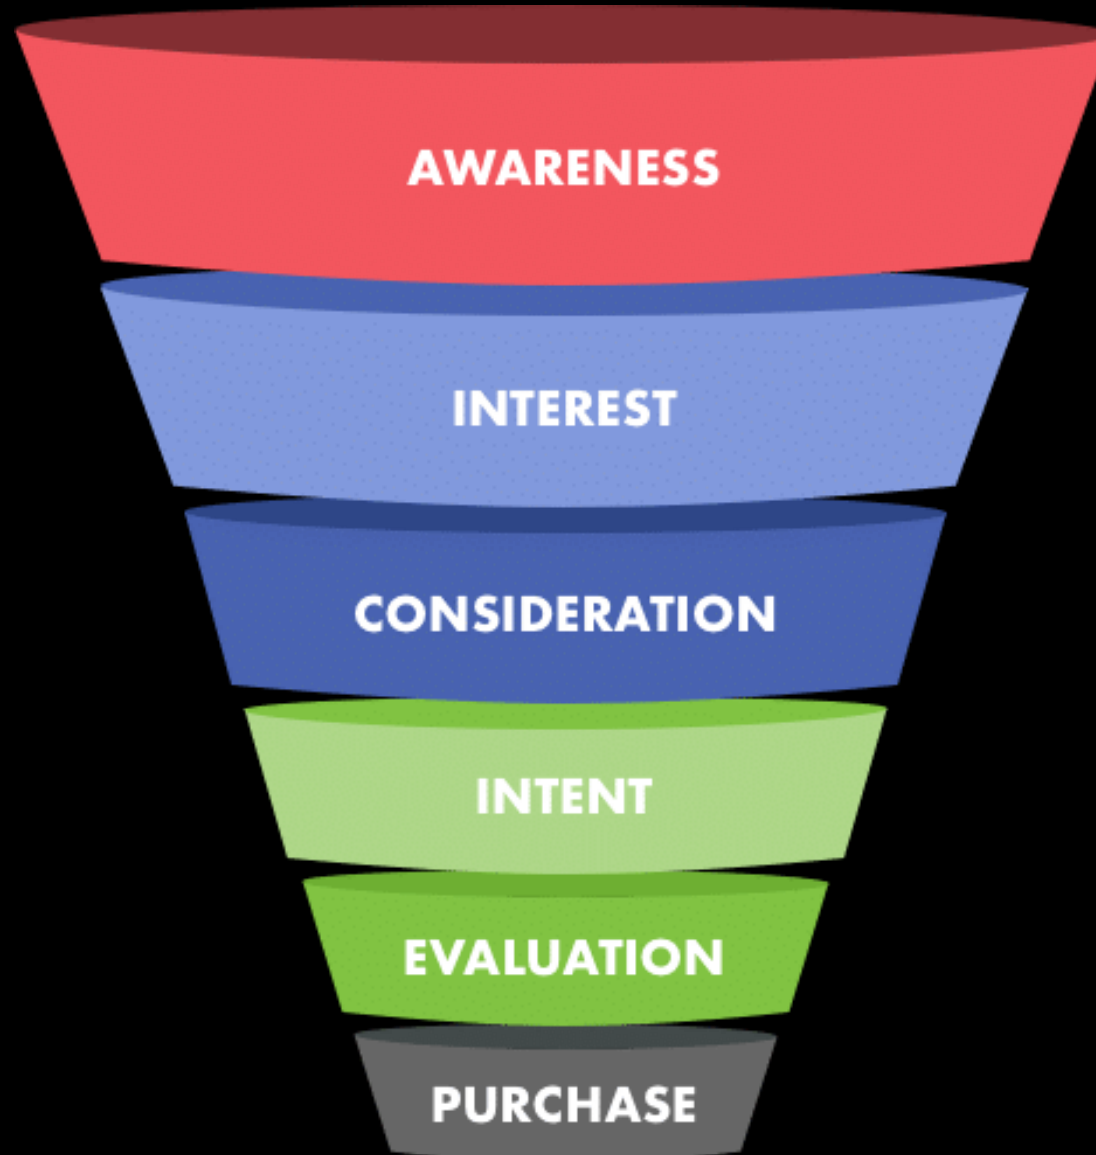 AWARENESS
INTEREST
CONSIDERATION
INTENT
EVALUATION
PURCHASE